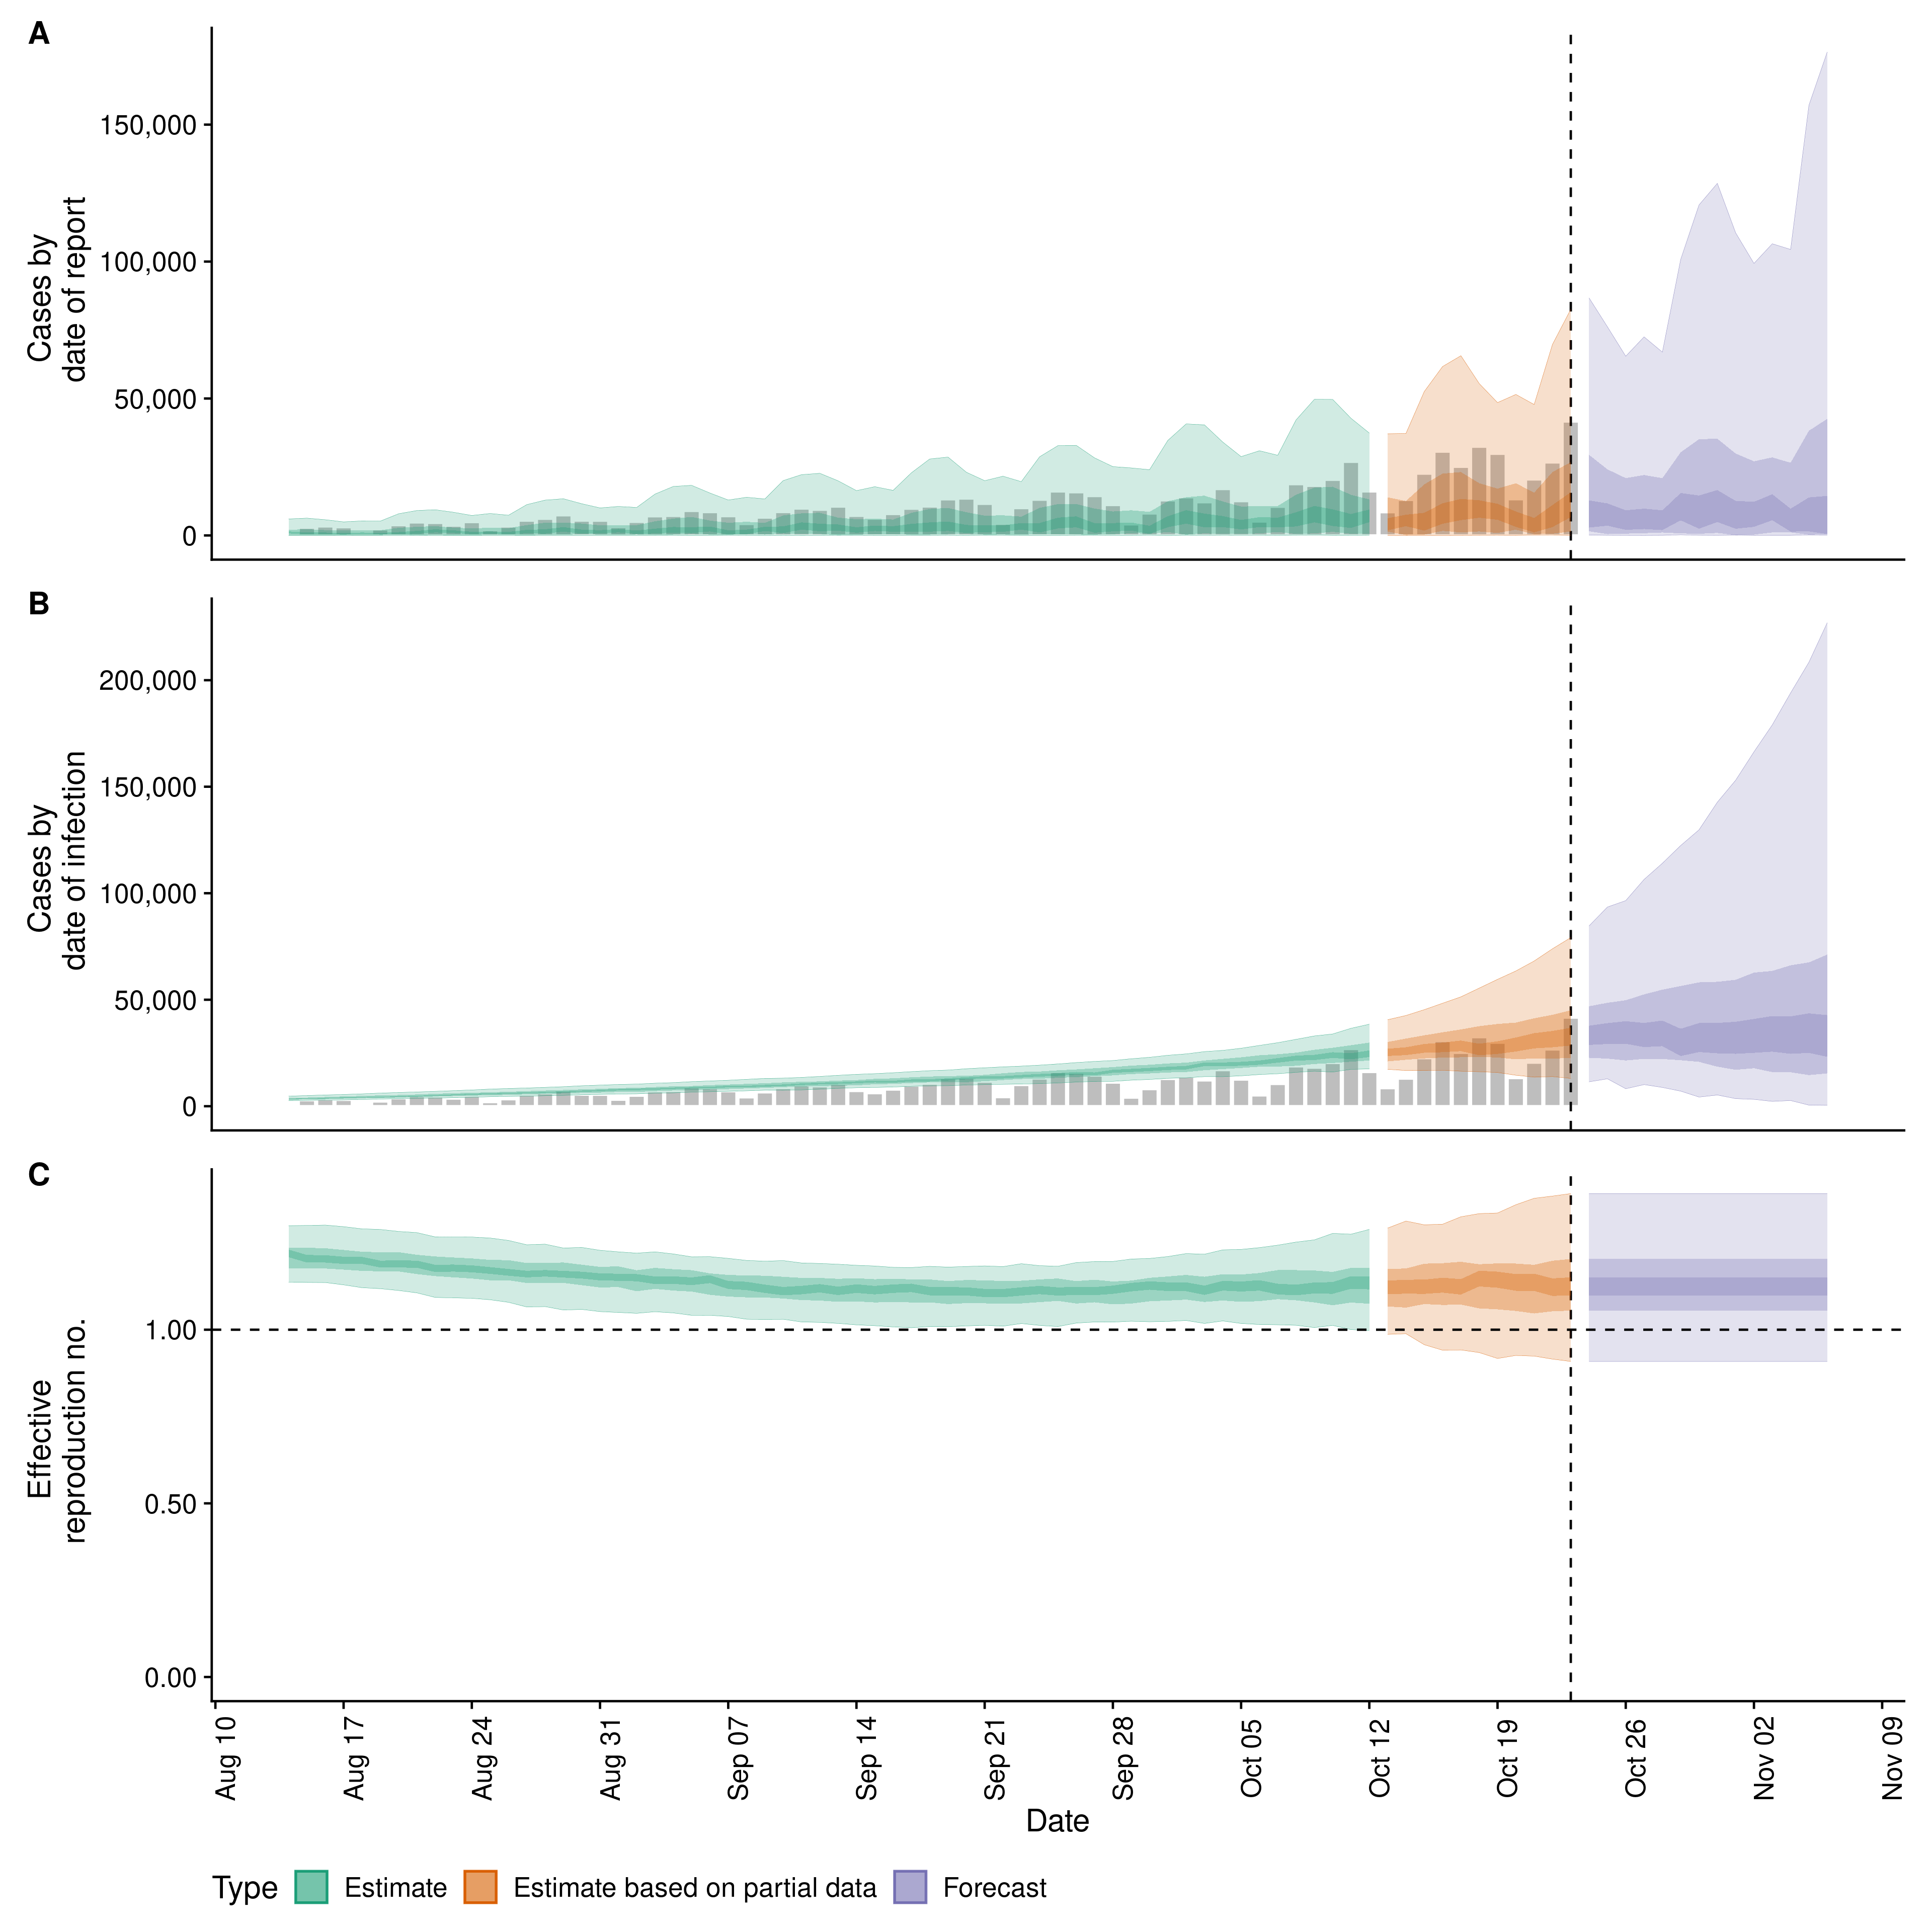 A
Cases by
date of report
150,000
100,000
50,000
0
B
Cases by
date of infection
200,000
150,000
100,000
50,000
0
C
Effective
reproduction no.
1.00
0.50
0.00
Aug 10
Aug 17
Aug 24
Aug 31
Sep 07
Sep 14
Sep 21
Sep 28
Oct 05
Oct 12
Oct 19
Oct 26
Nov 02
Nov 09
Date
Type Estimate Estimate based on partial data Forecast